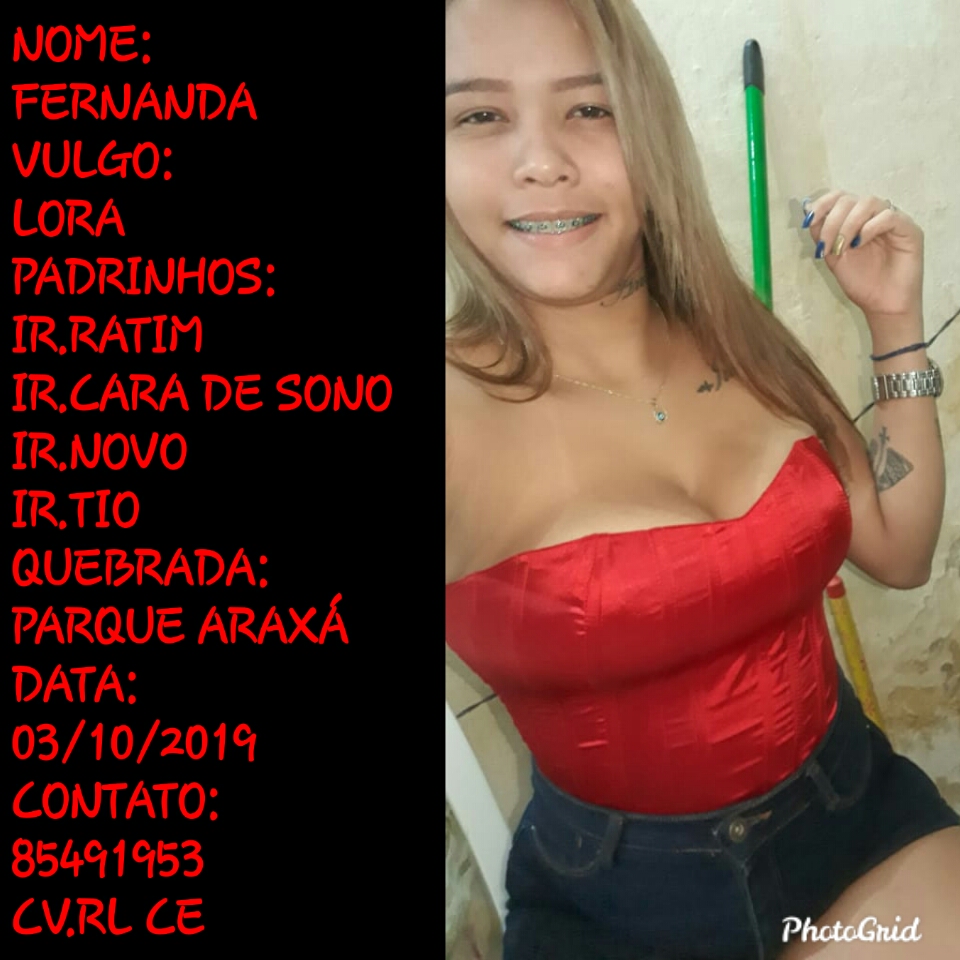 NOME:
FERNANDA
VULGO:
LORA
PADRINHOS:
IR.RATIM
IR.CARA DE SONO
IR.NOVO
IR.TIO
QUEBRADA:
PARQUE ARAXÁ
DATA:
03/10/2019
CONTATO:
85491953
CV.RL CE
PhotoGrid